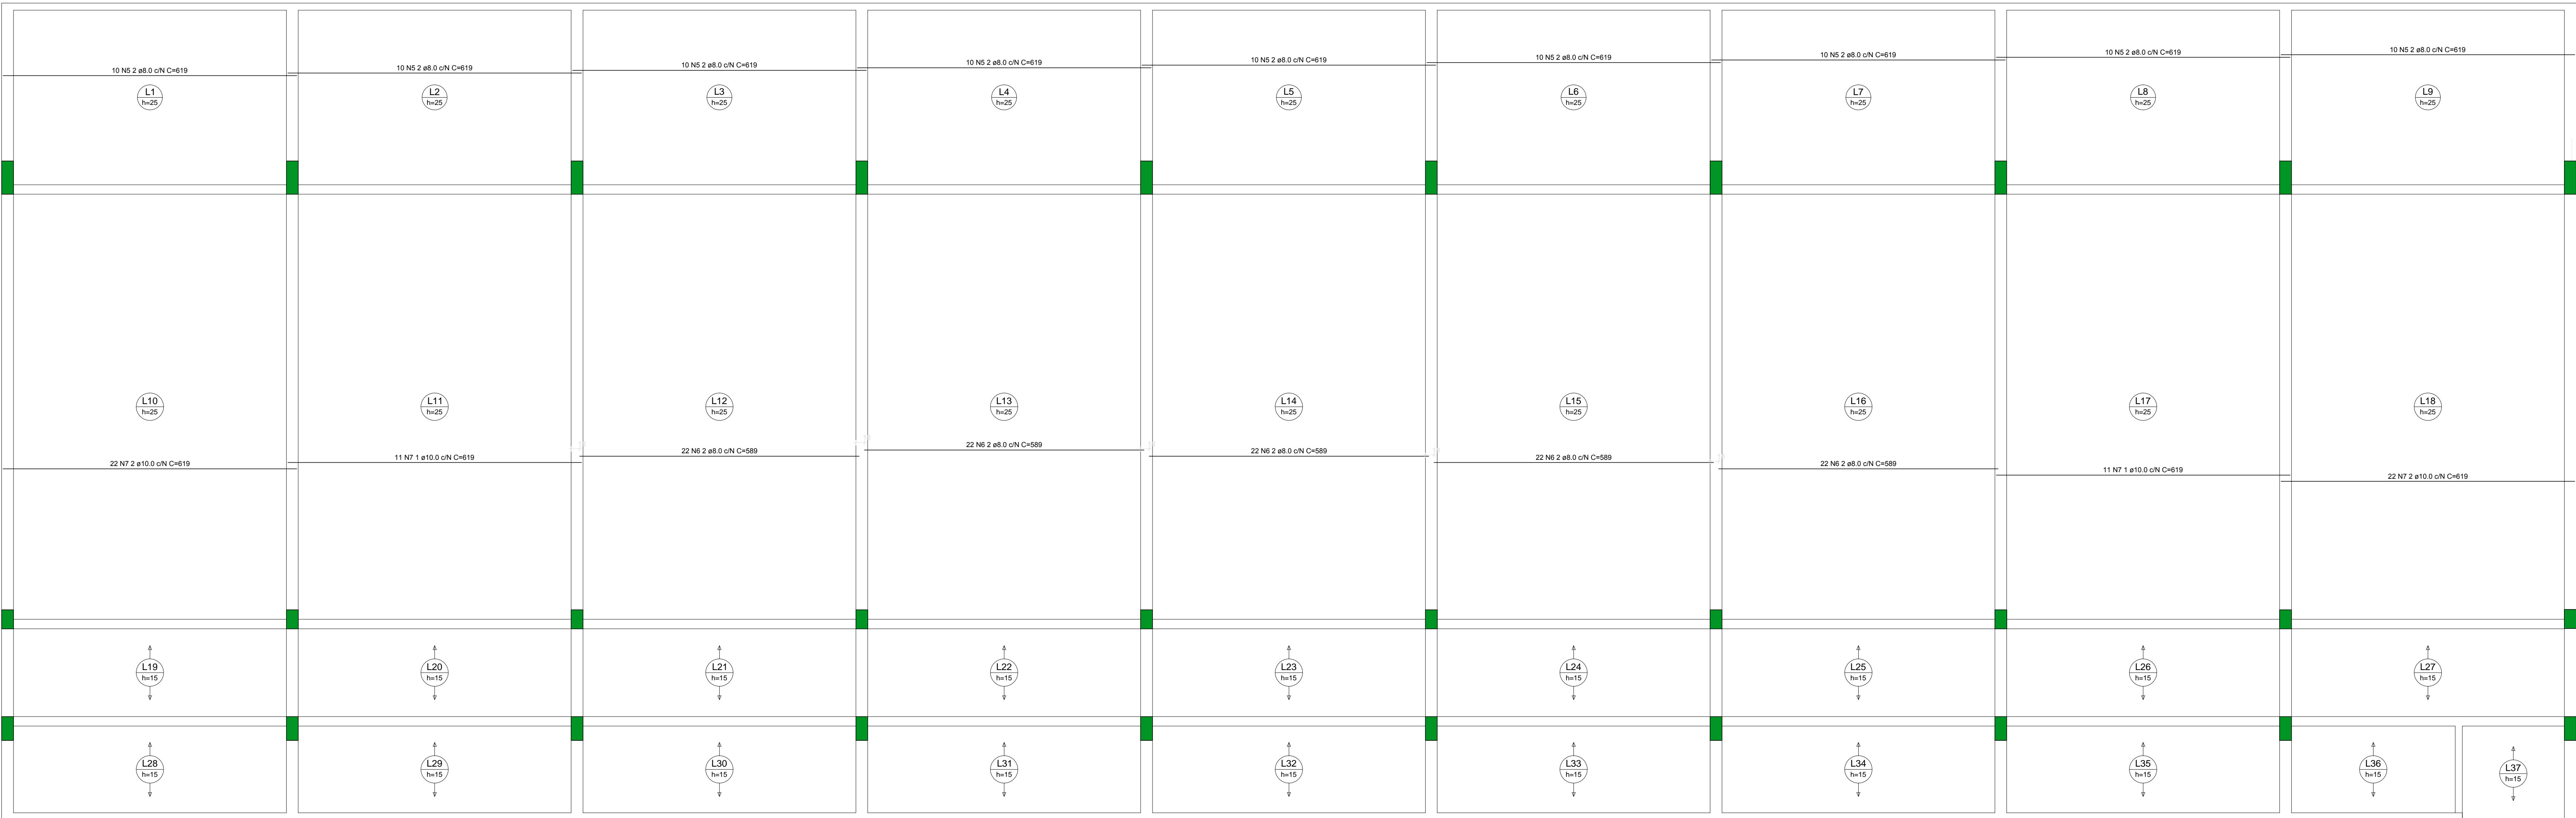 10 N5 2 ø8.0 c/N C=619
10 N5 2 ø8.0 c/N C=619
10 N5 2 ø8.0 c/N C=619
10 N5 2 ø8.0 c/N C=619
10 N5 2 ø8.0 c/N C=619
10 N5 2 ø8.0 c/N C=619
10 N5 2 ø8.0 c/N C=619
10 N5 2 ø8.0 c/N C=619
10 N5 2 ø8.0 c/N C=619
L1
h=25
L2
h=25
L3
h=25
L4
h=25
L5
h=25
L6
h=25
L7
h=25
L8
h=25
L9
h=25
L10
h=25
L11
h=25
L12
h=25
L13
h=25
L14
h=25
L15
h=25
L16
h=25
L17
h=25
L18
h=25
22 N7 2 ø10.0 c/N C=619
11 N7 1 ø10.0 c/N C=619
22 N6 2 ø8.0 c/N C=589
22 N6 2 ø8.0 c/N C=589
22 N6 2 ø8.0 c/N C=589
22 N6 2 ø8.0 c/N C=589
22 N6 2 ø8.0 c/N C=589
11 N7 1 ø10.0 c/N C=619
22 N7 2 ø10.0 c/N C=619
L19
h=15
L20
h=15
L21
h=15
L22
h=15
L23
h=15
L24
h=15
L25
h=15
L26
h=15
L27
h=15
L28
h=15
L29
h=15
L30
h=15
L31
h=15
L32
h=15
L33
h=15
L34
h=15
L35
h=15
L36
h=15
L37
h=15